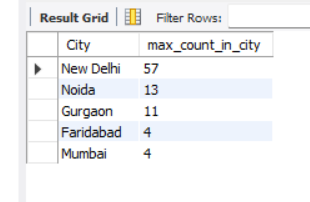 Result Grid Filter Rows:
City max_count_in_city
New Delhi 57
Noida 13
Gurgaon 11
Faridabad 4
Mumbai 4